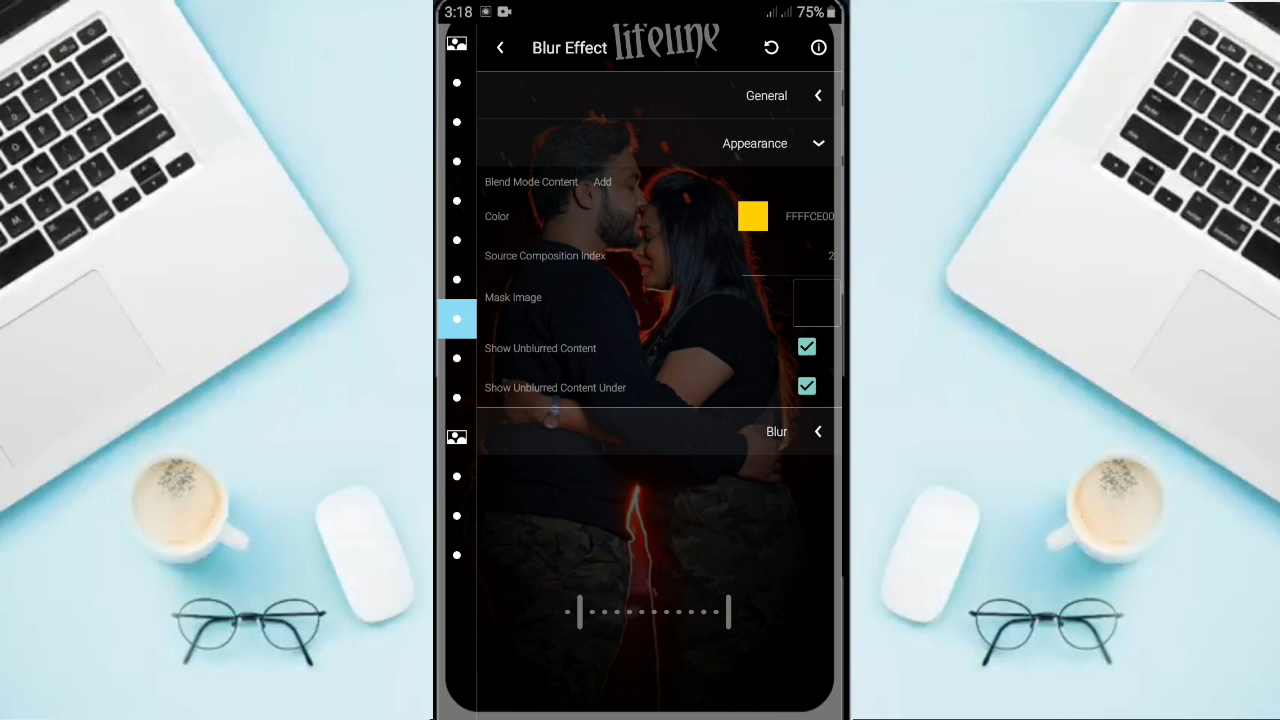 3:18
75%
Blur Effect
lifeline
General
Appearance
Blend Mode Content Add
Color FFFFCE00
Source Composition Index 2
Mask Image
Show Unblurred Content
Show Unblurred Content Under
Blur